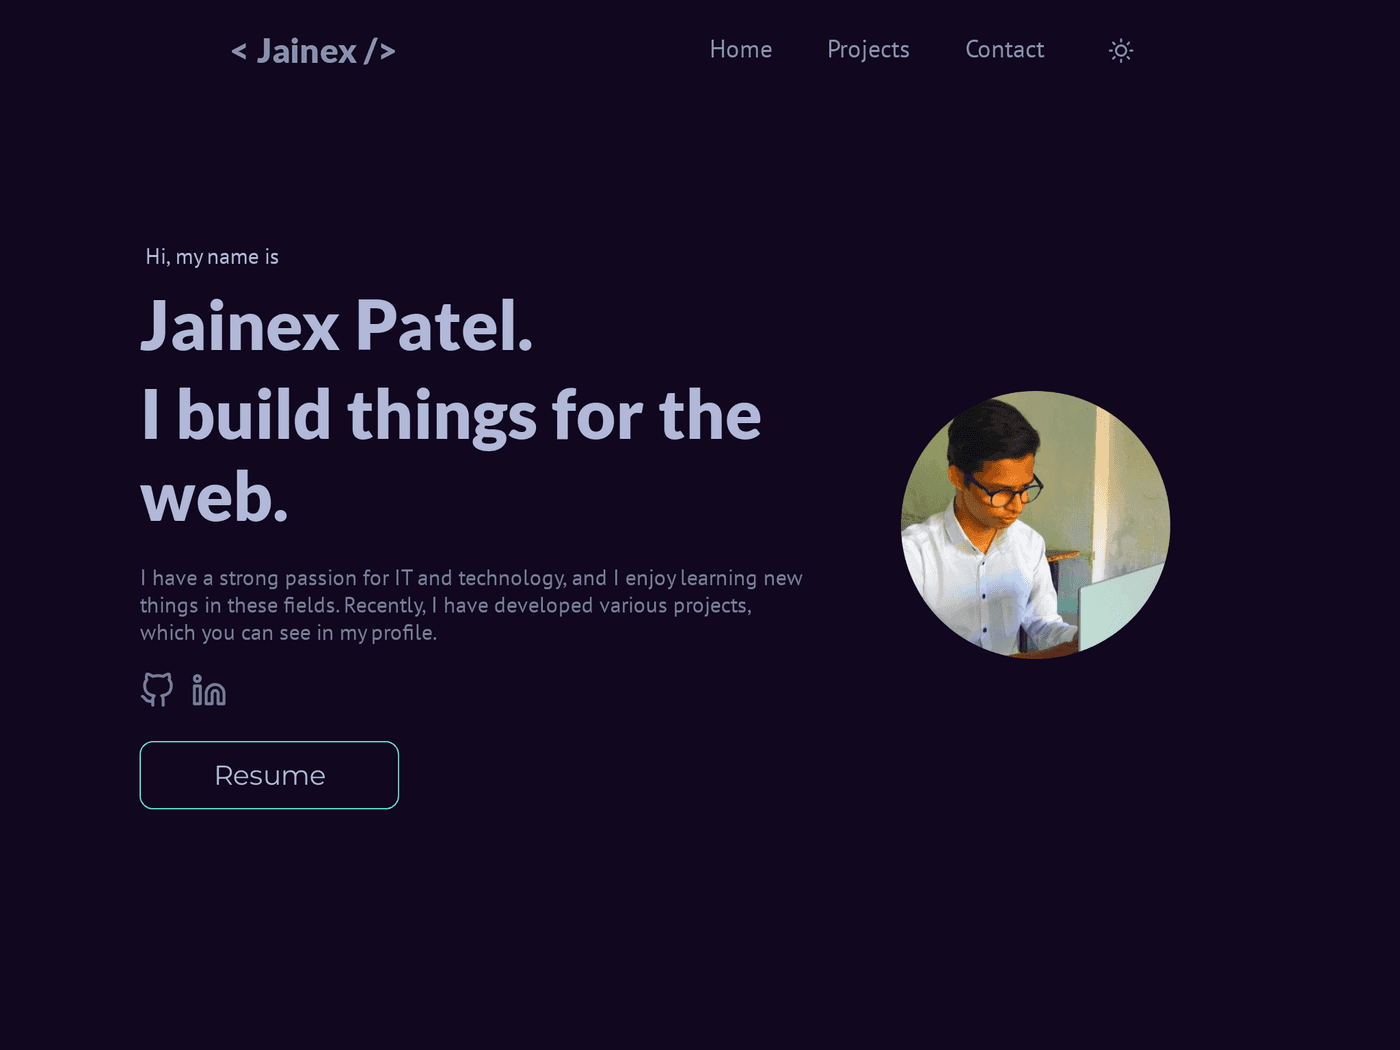 < Jainex />
Home
Projects
Contact
Hi, my name is
Jainex Patel.
I build things for the
web.
I have a strong passion for IT and technology, and I enjoy learning new
things in these fields. Recently, I have developed various projects,
which you can see in my profile.
Resume